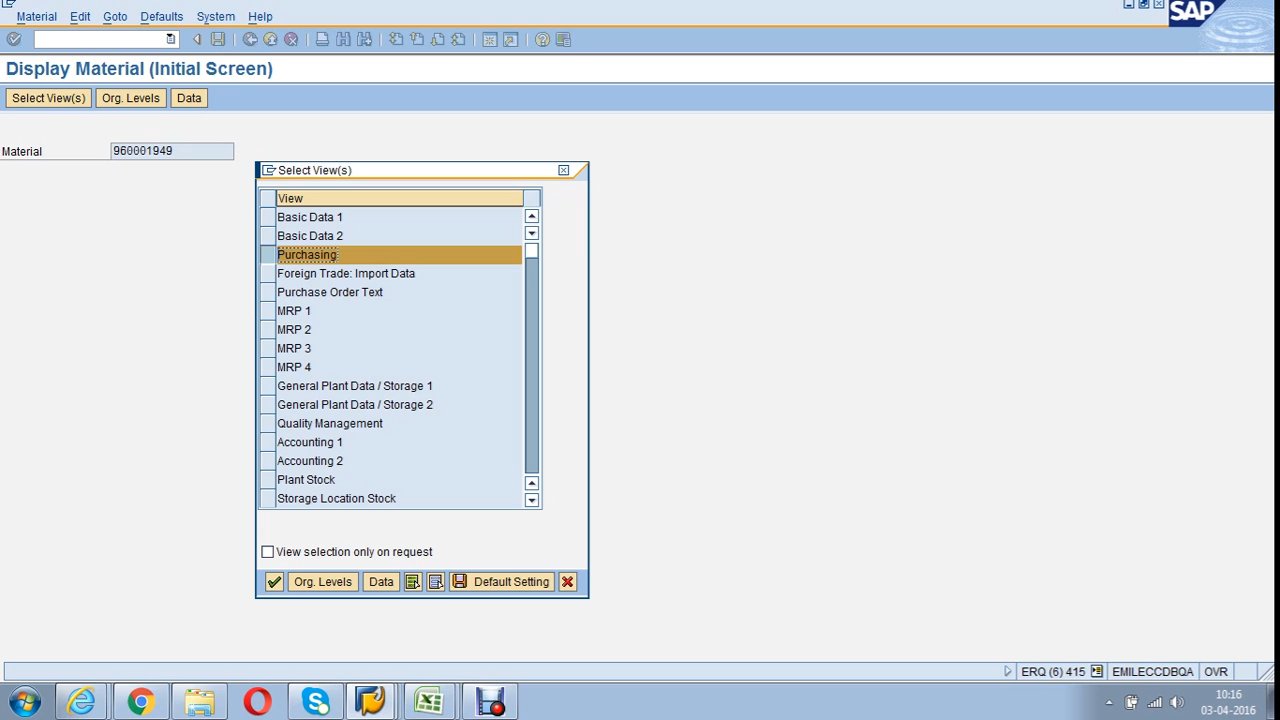 Material Edit Goto Defaults System Help
SAP
Display Material (Initial Screen)
Select View(s) Org. Levels Data
Material 960001949
Select View(s)
View
Basic Data 1
Basic Data 2
Purchasing
Foreign Trade: Import Data
Purchase Order Text
MRP 1
MRP 2
MRP 3
MRP 4
General Plant Data / Storage 1
General Plant Data / Storage 2
Quality Management
Accounting 1
Accounting 2
Plant Stock
Storage Location Stock
View selection only on request
Org. Levels Data Default Setting
ERQ (6) 415 EMILECCDBQA OVR
10:16
03-04-2016